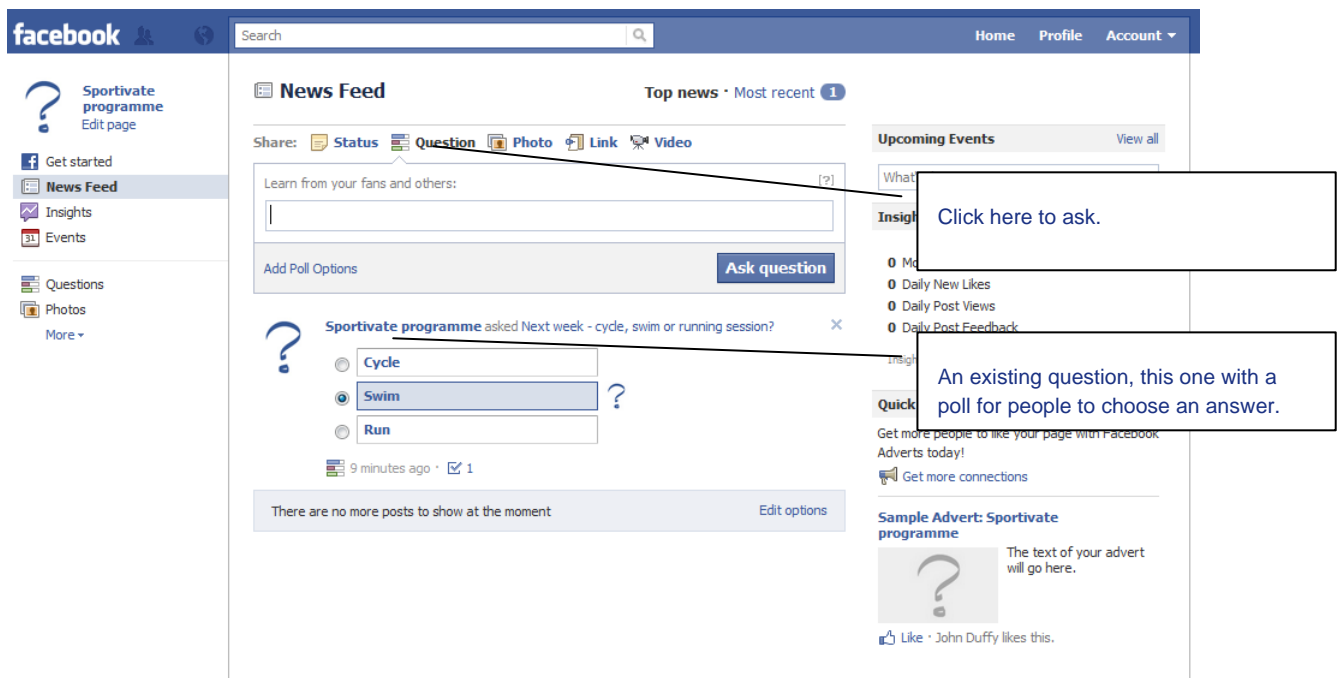 facebook
Search
Home Profile Account
Sportivate
programme
Edit page
Get started
News Feed
Insights
31 Events
Questions
Photos
More
News Feed
Top news · Most recent 1
Share: Status Question Photo Link Video
Learn from your fans and others: [?]
Add Poll Options
Ask question
Sportivate programme asked Next week - cycle, swim or running session?
Cycle
Swim
Run
9 minutes ago · 1
There are no more posts to show at the moment
Edit options
Upcoming Events View all
What'
Click here to ask.
0
0 Daily New Likes
0 Daily Post Views
0 Daily Post Feedback
An existing question, this one with a
poll for people to choose an answer.
Quick
Get more people to like your page with Facebook
Adverts today!
Get more connections
Sample Advert: Sportivate
programme
The text of your advert
will go here.
Like · John Duffy likes this.